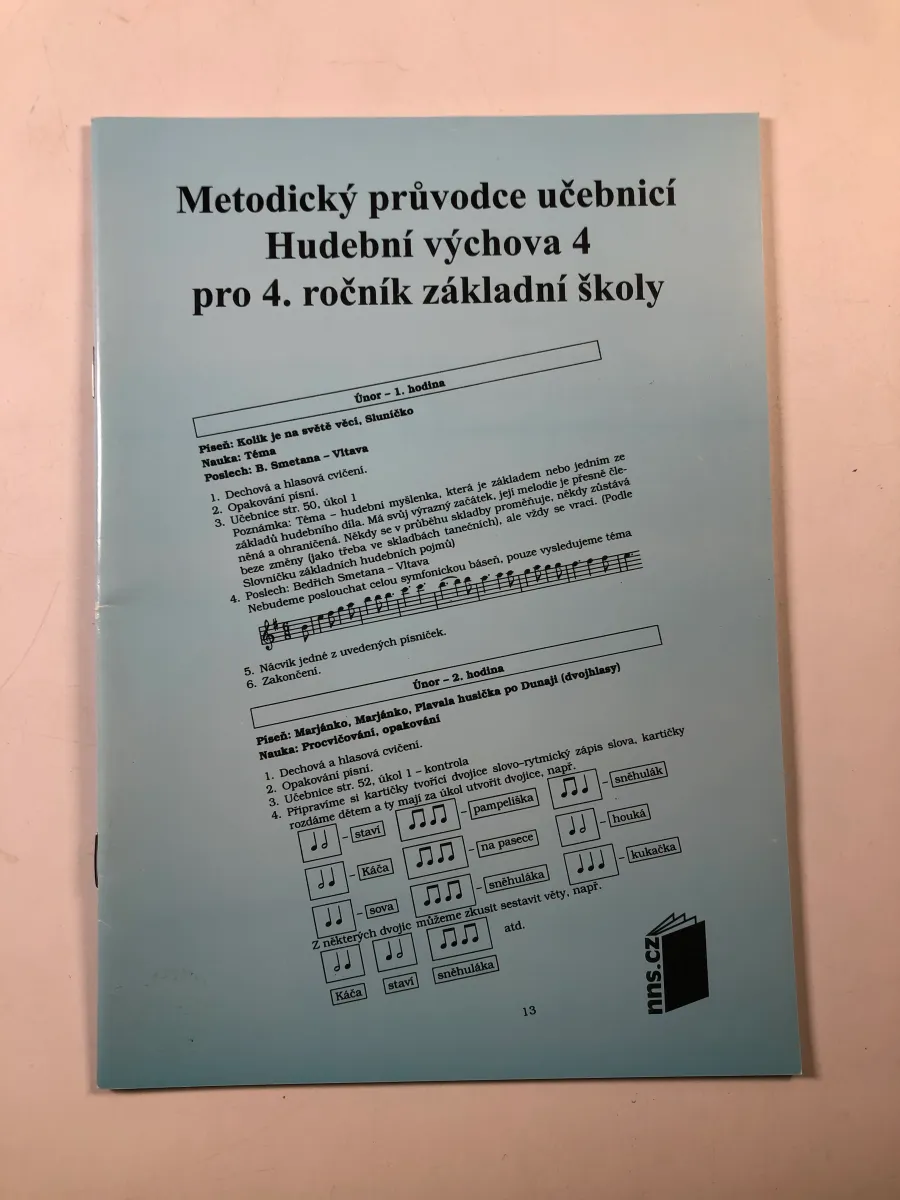 Metodický průvodce učebnicí
Hudební výchova 4
pro 4. ročník základní školy
Únor – 1. hodina
Píseň: Kolik je na světě věcí, Sluníčko
Nauka: Téma
Poslech: B. Smetana – Vltava
1. Dechová a hlasová cvičení.
2. Opakování písní.
3. Učebnice str. 50, úkol 1
Poznámka: Téma – hudební myšlenka, která je základem nebo jedním ze
základů hudebního díla. Má svůj výrazný začátek, její melodie je přesně čle-
něná a ohraničená. Někdy se v průběhu skladby proměňuje, někdy zůstává
beze změny (jako třeba ve skladbách tanečních), ale vždy se vrací. (Podle
Slovníčku základních hudebních pojmů)
4. Poslech: Bedřich Smetana – Vltava
Nebudeme poslouchat celou symfonickou báseň, pouze vysledujeme téma
5. Nácvik jedné z uvedených písniček.
6. Zakončení.
Únor – 2. hodina
Píseň: Marjánko, Marjánko, Plavala husička po Dunaji (dvojhlasy)
Nauka: Procvičování, opakování
1. Dechová a hlasová cvičení.
2. Opakování písní.
3. Učebnice str. 52, úkol 1 – kontrola
4. Připravíme si kartičky tvořící dvojice slovo–rytmický zápis slova, kartičky
rozdáme dětem a ty mají za úkol utvořit dvojice, např.
– staví – pampeliška – sněhulák
– Káča – na pasece – houká
– sova – sněhuláka – kukačka
Z některých dvojic můžeme zkusit sestavit věty, např.
atd.
Káča staví sněhuláka
13
nns.cz